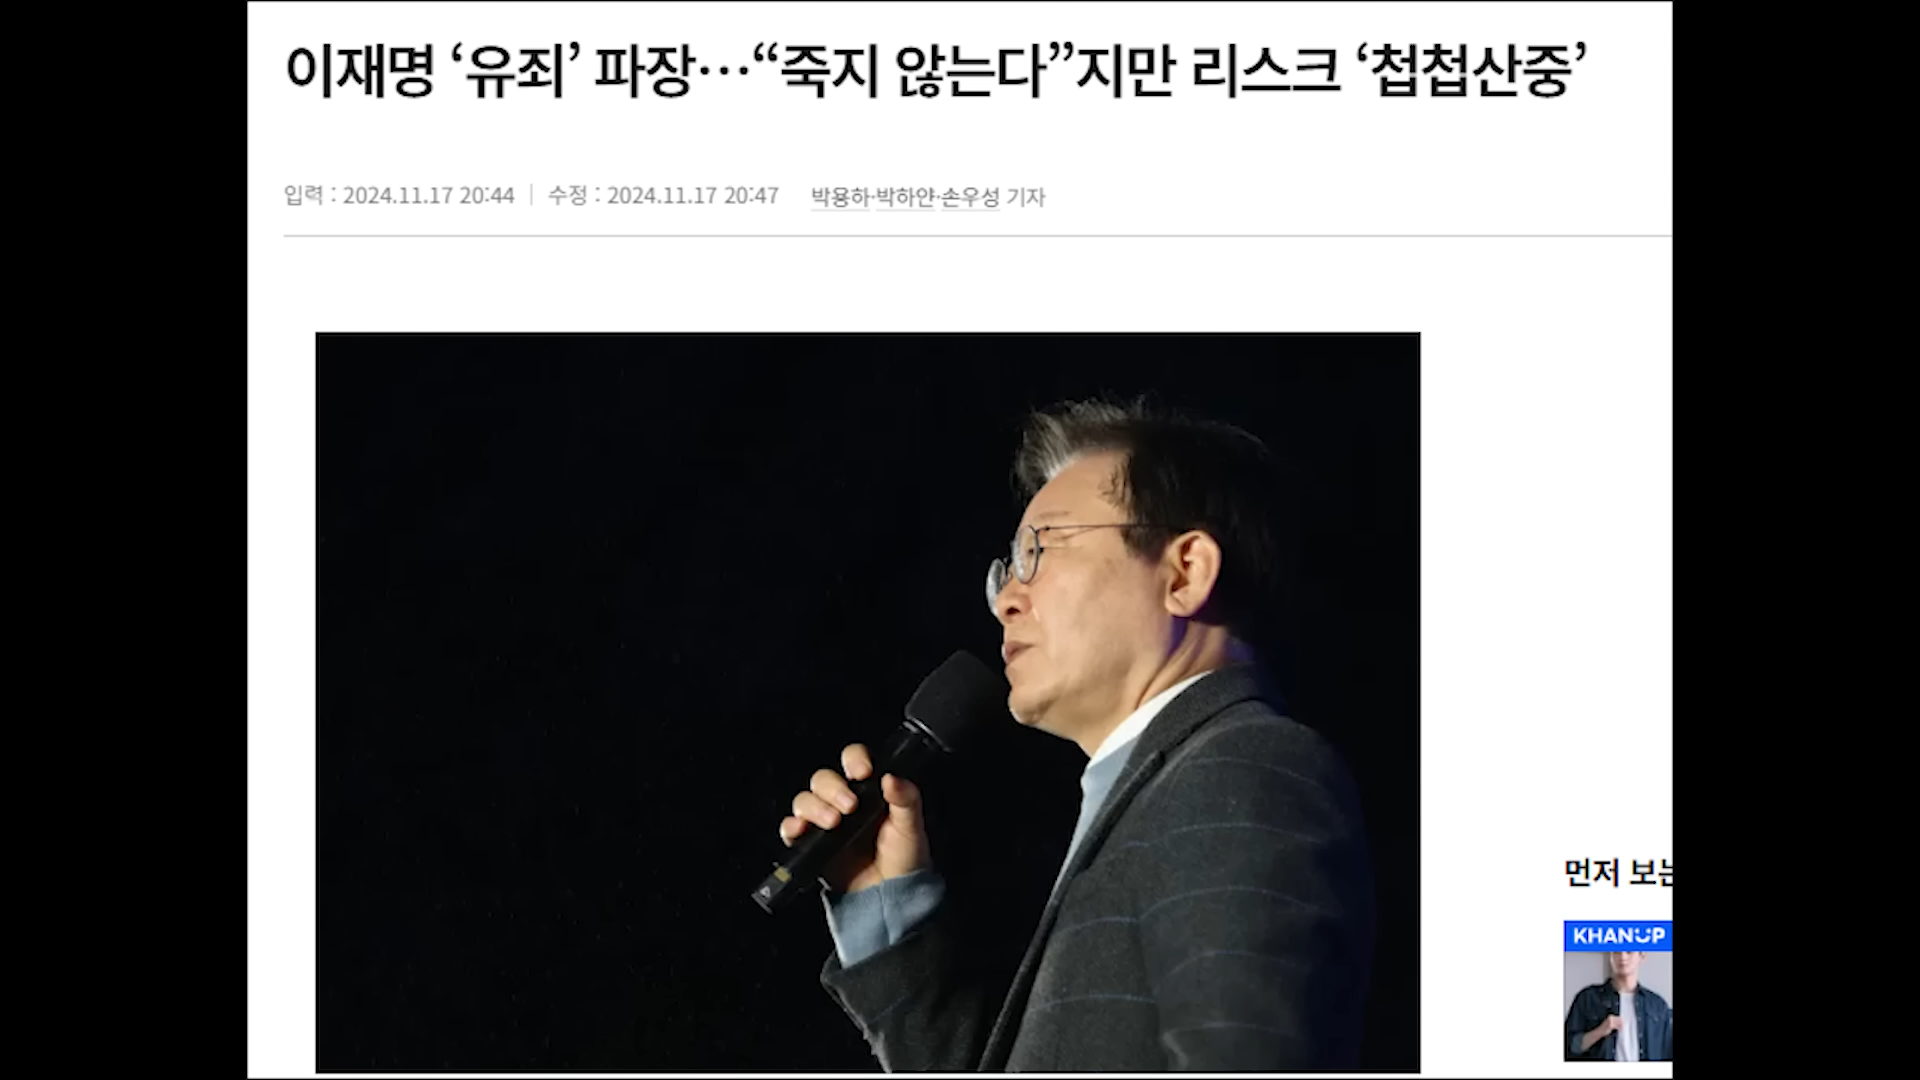 이재명 ‘유죄’ 파장…“죽지 않는다”지만 리스크 ‘첩첩산중’
입력 : 2024.11.17 20:44 수정 : 2024.11.17 20:47 박용하·박하얀·손우성 기자
먼저 보는
KHANUP